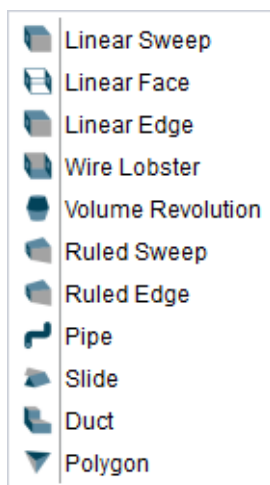 Linear Sweep
Linear Face
Linear Edge
Wire Lobster
Volume Revolution
Ruled Sweep
Ruled Edge
Pipe
Slide
Duct
Polygon